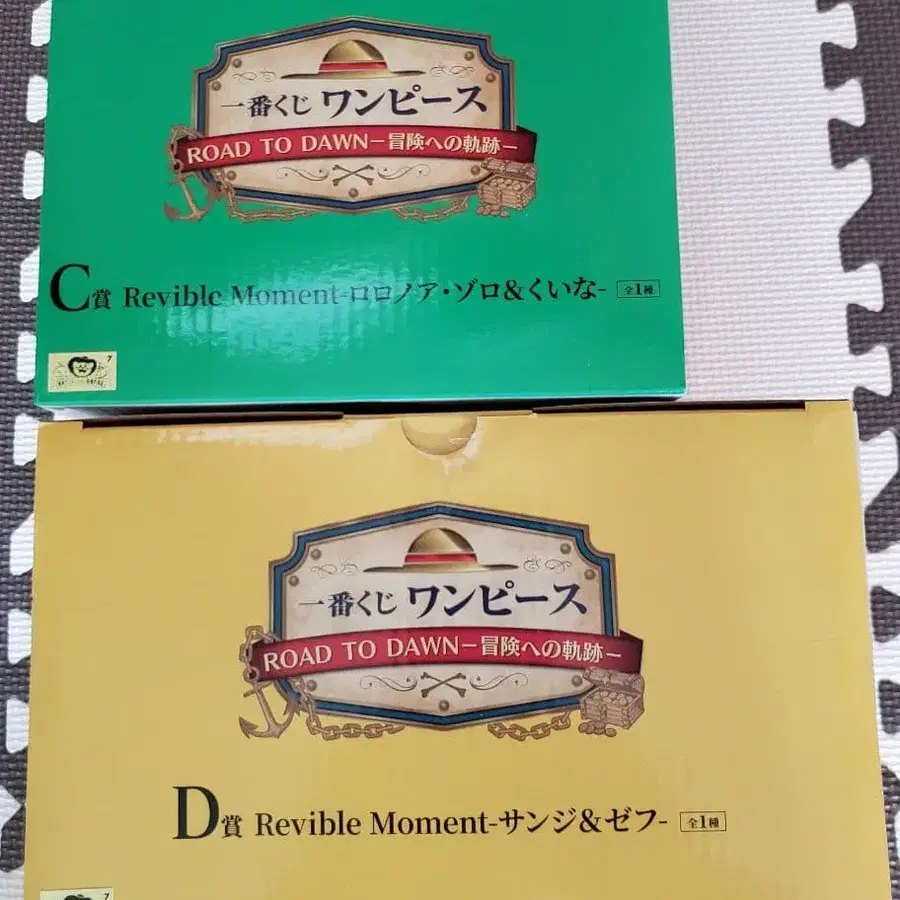 一番くじ ワンピース
ROAD TO DAWN－冒険への軌跡－
C賞 Revible Moment-ロロノア・ゾロ&くいな- 全1種
7
一番くじ ワンピース
ROAD TO DAWN－冒険への軌跡－
D賞 Revible Moment-サンジ&ゼフ- 全1種
7